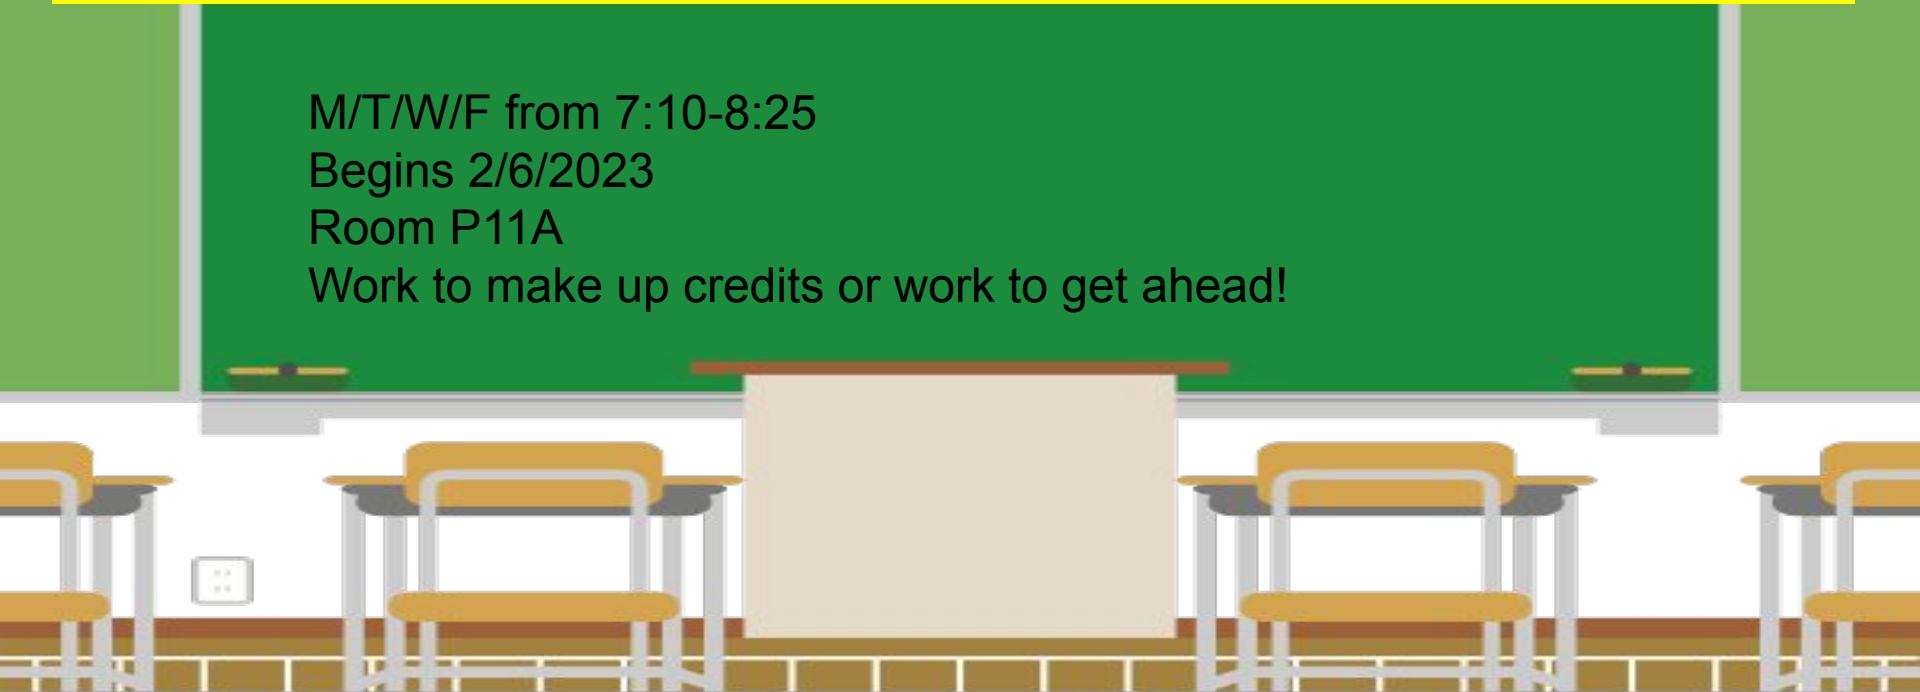 M/T/W/F from 7:10-8:25
Begins 2/6/2023
Room P11A
Work to make up credits or work to get ahead!